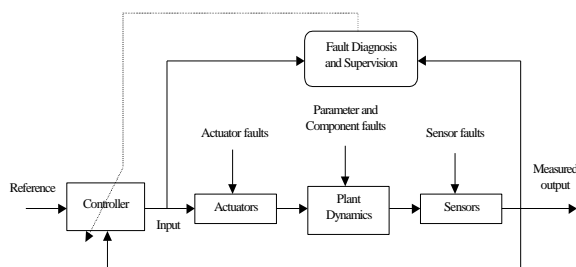 Fault Diagnosis
and Supervision
Parameter and
Component faults
Actuator faults
Sensor faults
Measured
output
Reference
Controller
Input
Actuators
Plant
Dynamics
Sensors